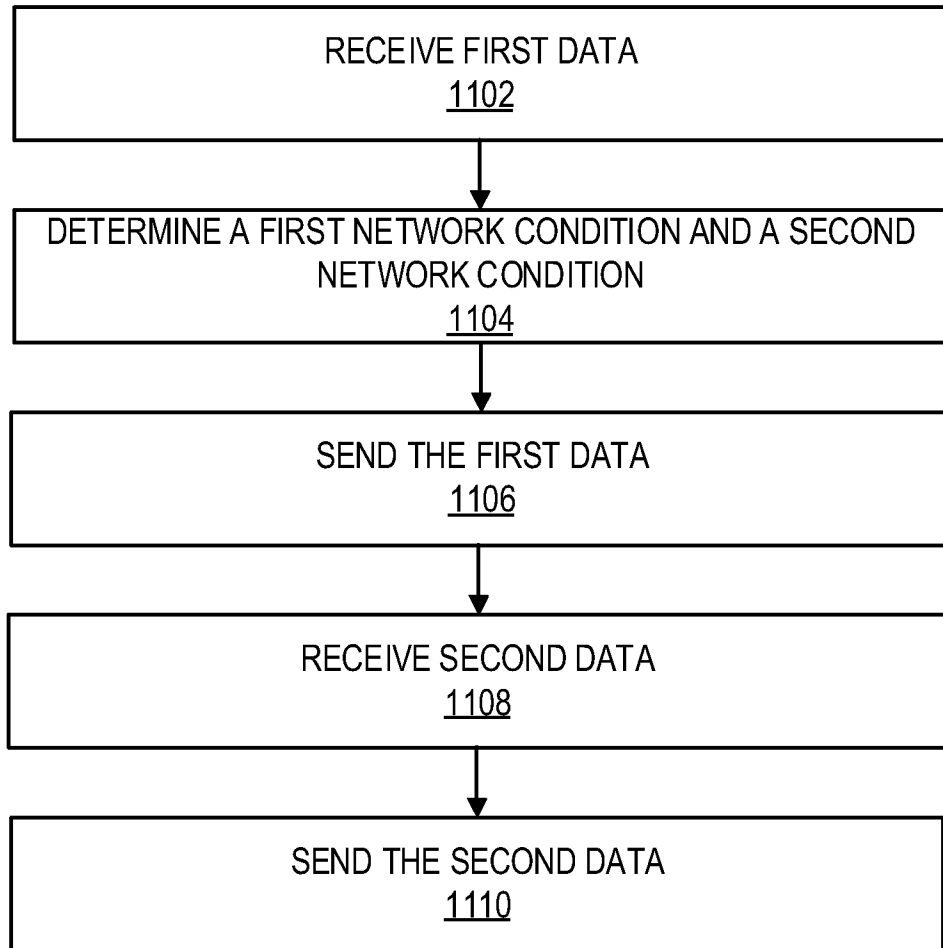 RECEIVE FIRST DATA
1102
DETERMINE A FIRST NETWORK CONDITION AND A SECOND
NETWORK CONDITION
1104
SEND THE FIRST DATA
1106
RECEIVE SECOND DATA
1108
SEND THE SECOND DATA
1110